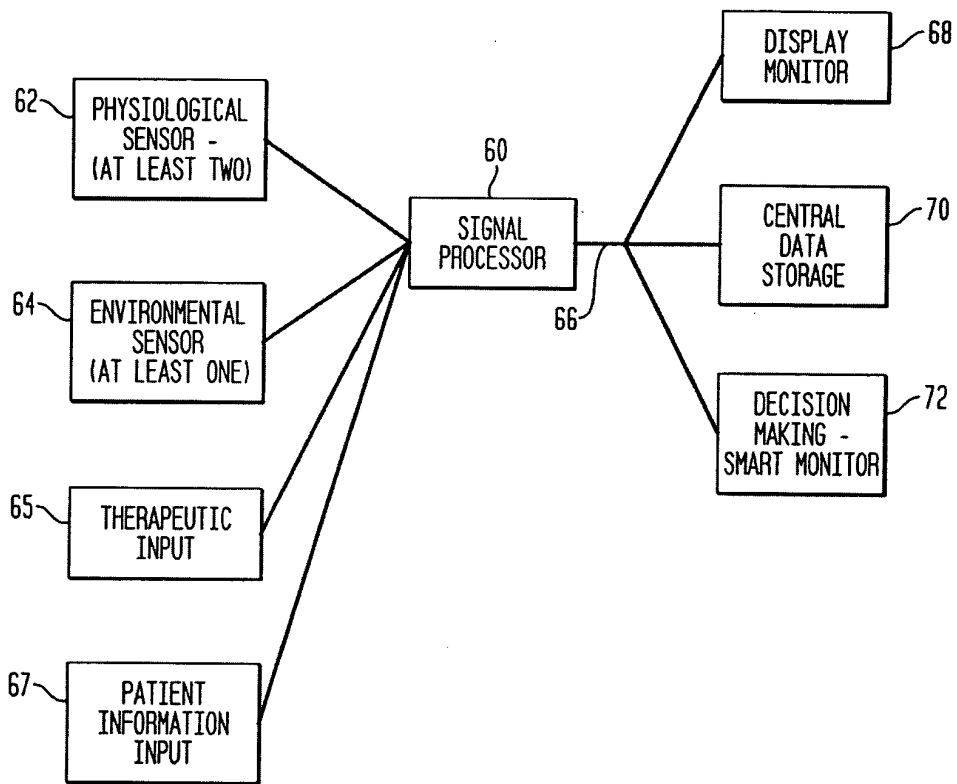 62
PHYSIOLOGICAL
SENSOR -
(AT LEAST TWO)
64
ENVIRONMENTAL
SENSOR
(AT LEAST ONE)
65
THERAPEUTIC
INPUT
67
PATIENT
INFORMATION
INPUT
60
SIGNAL
PROCESSOR
66
68
DISPLAY
MONITOR
70
CENTRAL
DATA
STORAGE
72
DECISION
MAKING -
SMART MONITOR